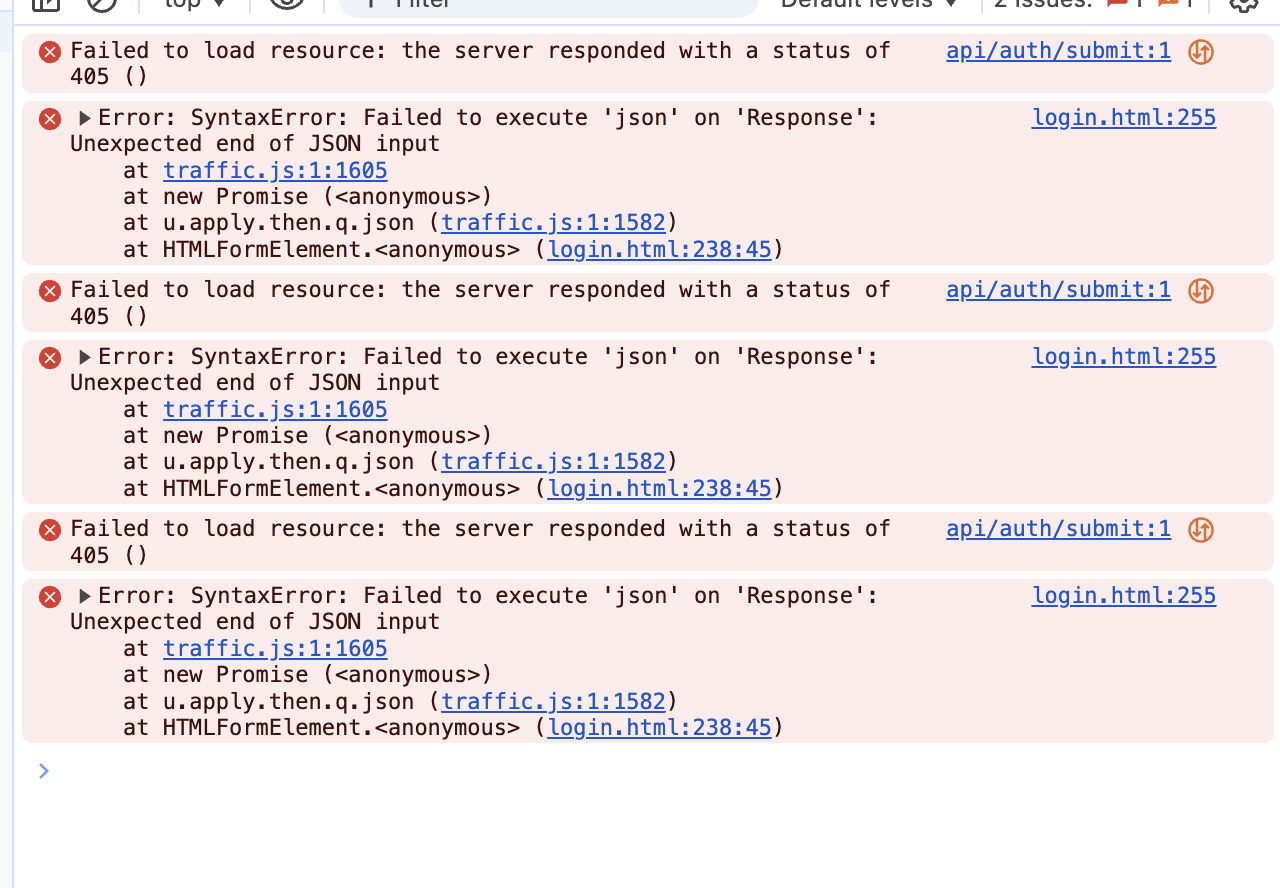 top
Filter
Default levels
2 Issues:
1
1
Failed to load resource: the server responded with a status of
api/auth/submit:1
405 ()
Error: SyntaxError: Failed to execute 'json' on 'Response':
login.html:255
Unexpected end of JSON input
at traffic.js:1:1605
at new Promise (<anonymous>)
at u.apply.then.q.json (traffic.js:1:1582)
at HTMLFormElement.<anonymous> (login.html:238:45)
Failed to load resource: the server responded with a status of
api/auth/submit:1
405 ()
Error: SyntaxError: Failed to execute 'json' on 'Response':
login.html:255
Unexpected end of JSON input
at traffic.js:1:1605
at new Promise (<anonymous>)
at u.apply.then.q.json (traffic.js:1:1582)
at HTMLFormElement.<anonymous> (login.html:238:45)
Failed to load resource: the server responded with a status of
api/auth/submit:1
405 ()
Error: SyntaxError: Failed to execute 'json' on 'Response':
login.html:255
Unexpected end of JSON input
at traffic.js:1:1605
at new Promise (<anonymous>)
at u.apply.then.q.json (traffic.js:1:1582)
at HTMLFormElement.<anonymous> (login.html:238:45)